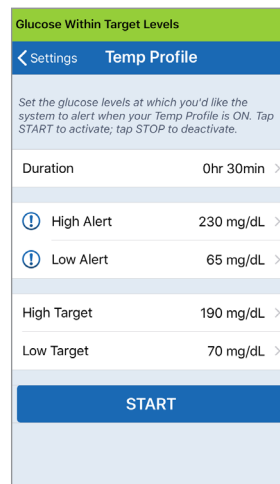 Glucose Within Target Levels
Settings Temp Profile
Set the glucose levels at which you'd like the
system to alert when your Temp Profile is ON. Tap
START to activate; tap STOP to deactivate.
Duration 0hr 30min
High Alert 230 mg/dL
Low Alert 65 mg/dL
High Target 190 mg/dL
Low Target 70 mg/dL
START